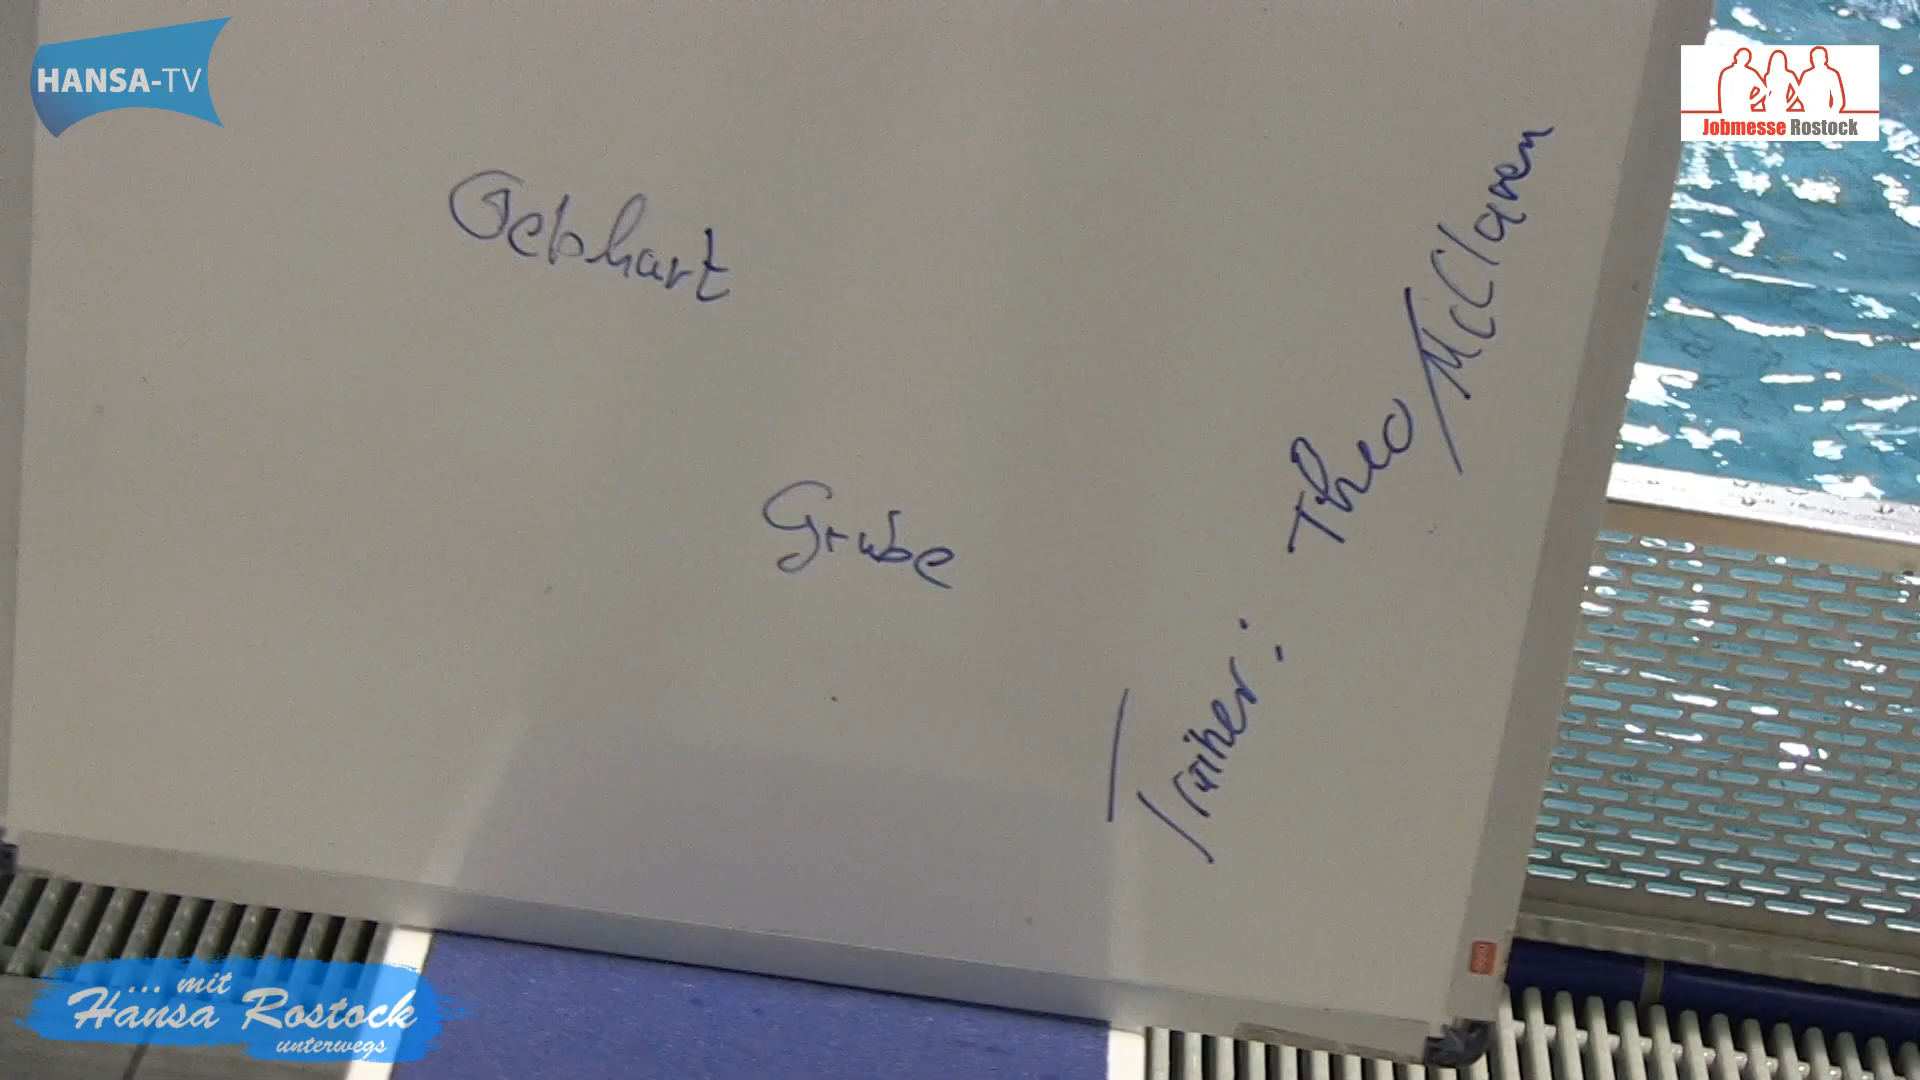 HANSA-TV
Jobmesse Rostock
Gebhart
Grube
Trainer: Theo McClaren
... mit
Hansa Rostock
unterwegs